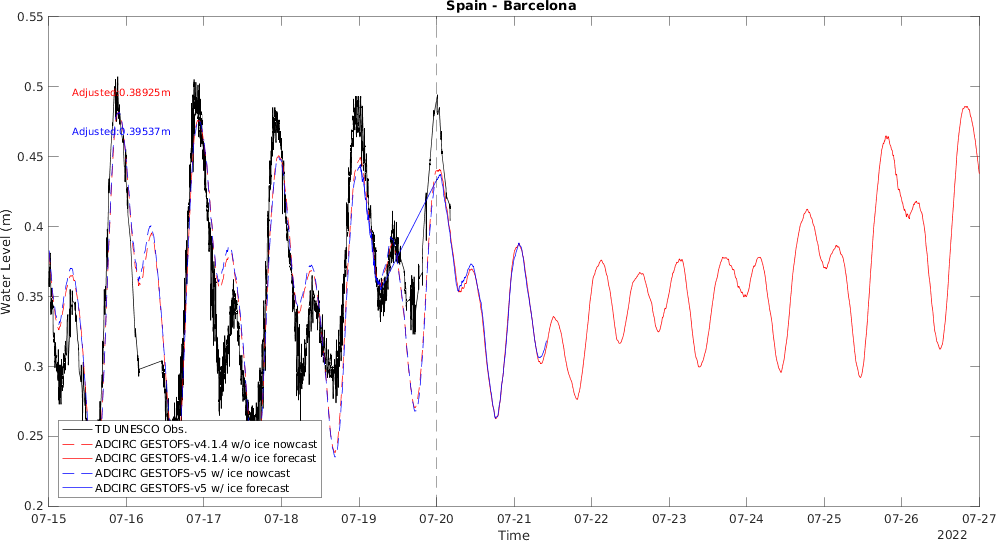 Spain - Barcelona
0.55
0.5
0.45
0.4
0.35
0.3
0.25
0.2
Water Level (m)
Adjusted:0.38925m
Adjusted:0.39537m
TD UNESCO Obs.
ADCIRC GESTOFS-v4.1.4 w/o ice nowcast
ADCIRC GESTOFS-v4.1.4 w/o ice forecast
ADCIRC GESTOFS-v5 w/ ice nowcast
ADCIRC GESTOFS-v5 w/ ice forecast
07-15 07-16 07-17 07-18 07-19 07-20 07-21 07-22 07-23 07-24 07-25 07-26 07-27
Time
2022